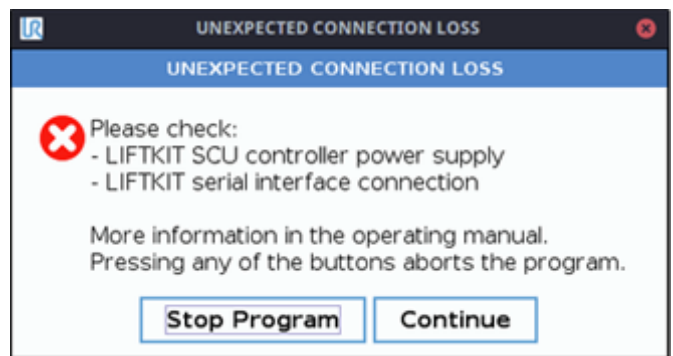 UNEXPECTED CONNECTION LOSS
UNEXPECTED CONNECTION LOSS
Please check:
- LIFTKIT SCU controller power supply
- LIFTKIT serial interface connection
More information in the operating manual.
Pressing any of the buttons aborts the program.
Stop Program Continue